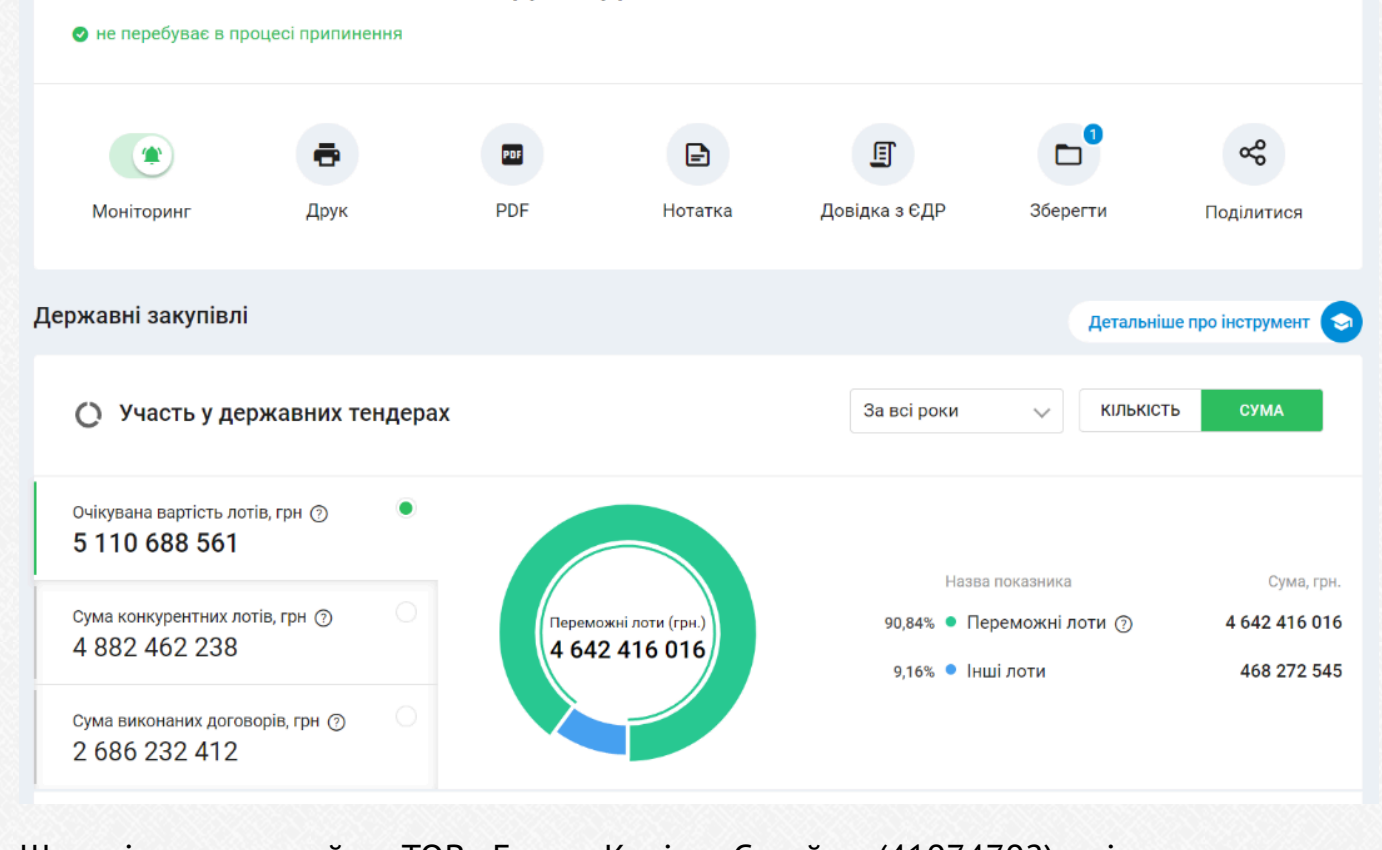 не перебуває в процесі припинення
Моніторинг
Друк
PDF
PDF
Нотатка
Довідка з ЄДР
1
Зберегти
Поділитися
Державні закупівлі
Детальніше про інструмент
Участь у державних тендерах
За всі роки
КІЛЬКІСТЬ
СУМА
Очікувана вартість лотів, грн
5 110 688 561
Сума конкурентних лотів, грн
4 882 462 238
Сума виконаних договорів, грн
2 686 232 412
Переможні лоти (грн.)
4 642 416 016
Назва показника Сума, грн.
90,84% Переможні лоти 4 642 416 016
9,16% Інші лоти 468 272 545